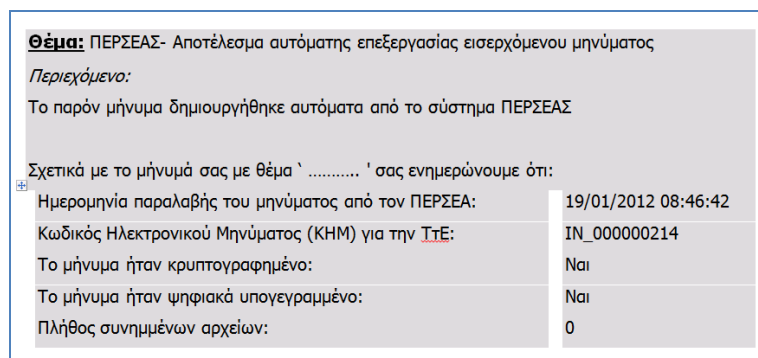 Θέμα: ΠΕΡΣΕΑΣ- Αποτέλεσμα αυτόματης επεξεργασίας εισερχόμενου μηνύματος
Περιεχόμενο:
Το παρόν μήνυμα δημιουργήθηκε αυτόματα από το σύστημα ΠΕΡΣΕΑΣ
Σχετικά με το μήνυμά σας με θέμα ` ……….. ' σας ενημερώνουμε ότι:
Ημερομηνία παραλαβής του μηνύματος από τον ΠΕΡΣΕΑ: 19/01/2012 08:46:42
Κωδικός Ηλεκτρονικού Μηνύματος (ΚΗΜ) για την ΤτΕ: IN_000000214
Το μήνυμα ήταν κρυπτογραφημένο: Ναι
Το μήνυμα ήταν ψηφιακά υπογεγραμμένο: Ναι
Πλήθος συνημμένων αρχείων: 0